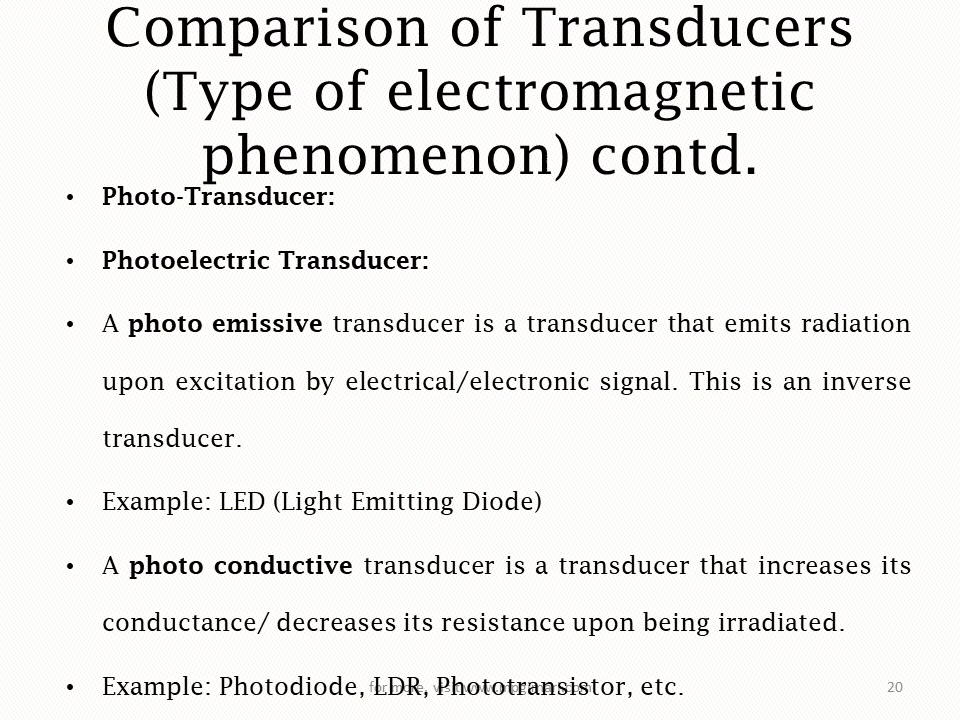 Comparison of Transducers
(Type of electromagnetic
phenomenon) contd.
• Photo-Transducer:
• Photoelectric Transducer:
• A photo emissive transducer is a transducer that emits radiation
upon excitation by electrical/electronic signal. This is an inverse
transducer.
• Example: LED (Light Emitting Diode)
• A photo conductive transducer is a transducer that increases its
conductance/ decreases its resistance upon being irradiated.
• Example: Photodiode, LDR, Phototransistor, etc.
20